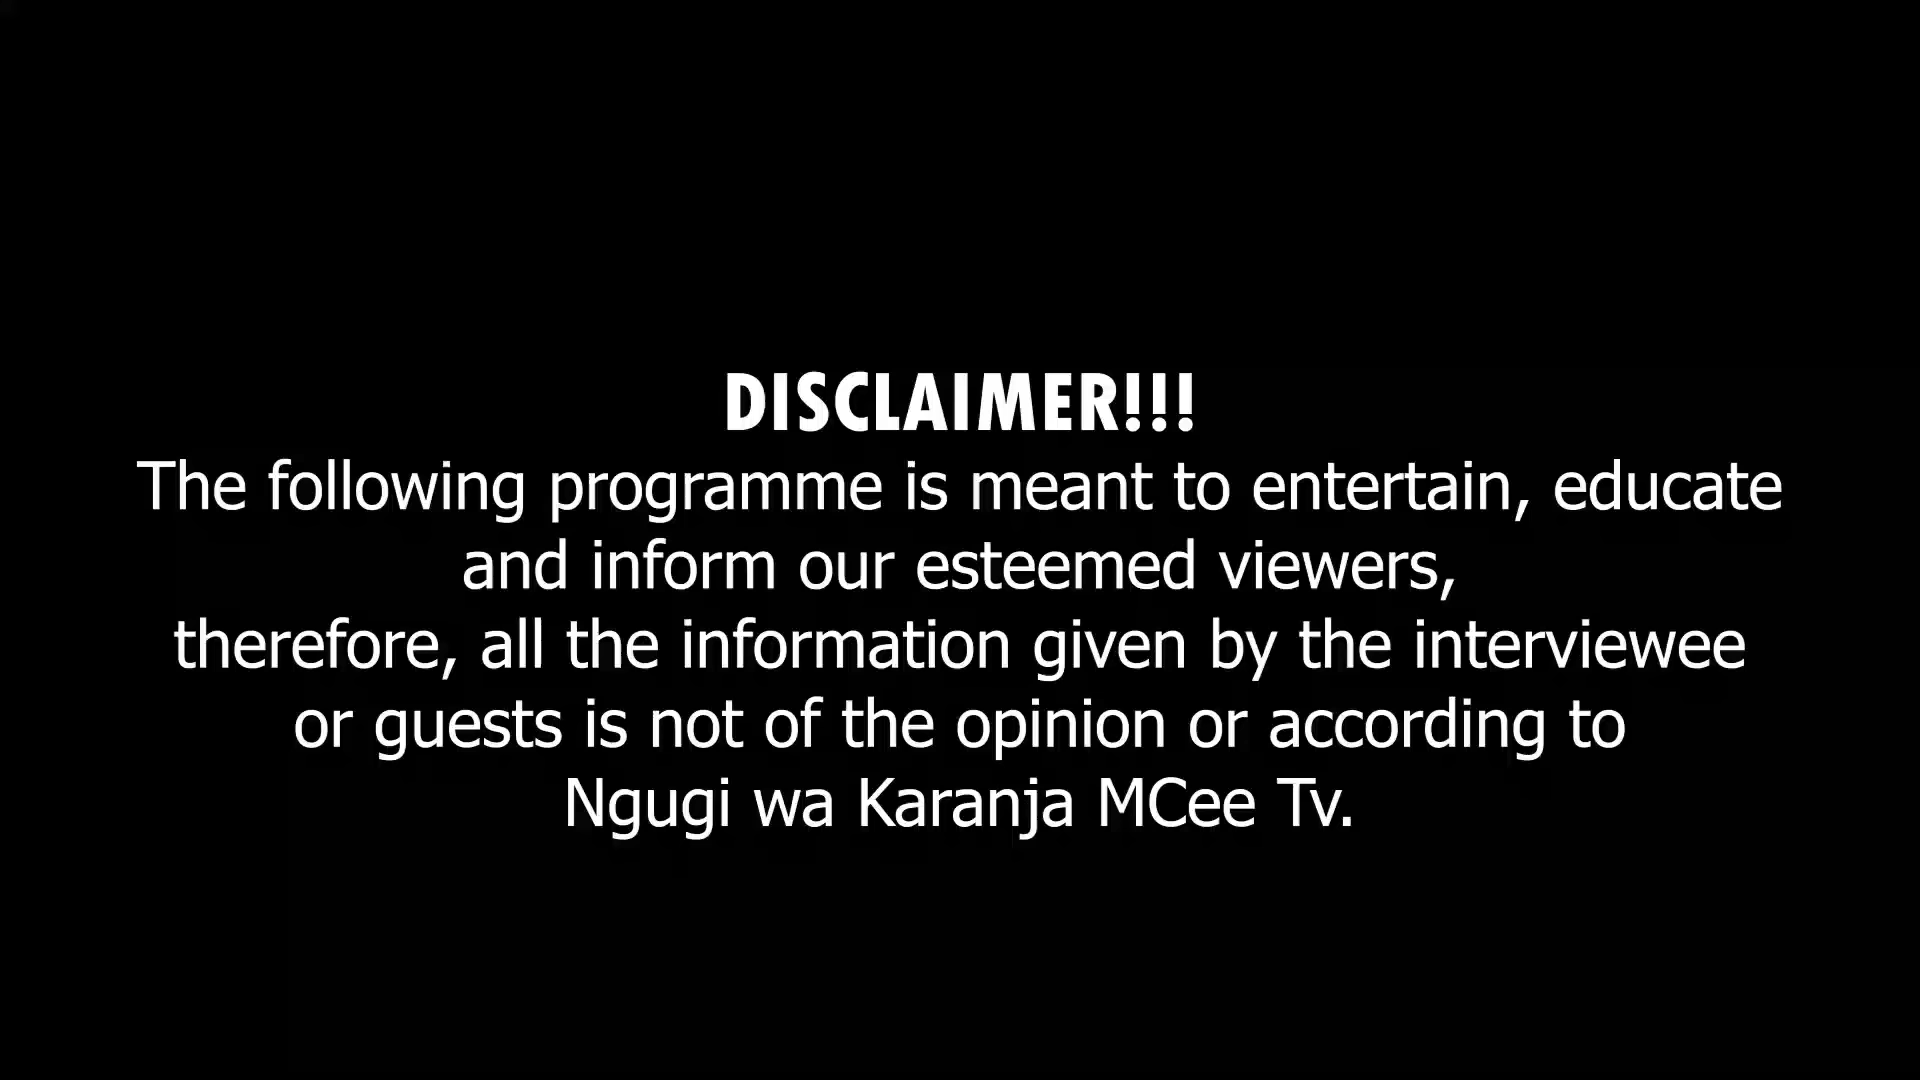 DISCLAIMER!!!
The following programme is meant to entertain, educate
and inform our esteemed viewers,
therefore, all the information given by the interviewee
or guests is not of the opinion or according to
Ngugi wa Karanja MCee Tv.